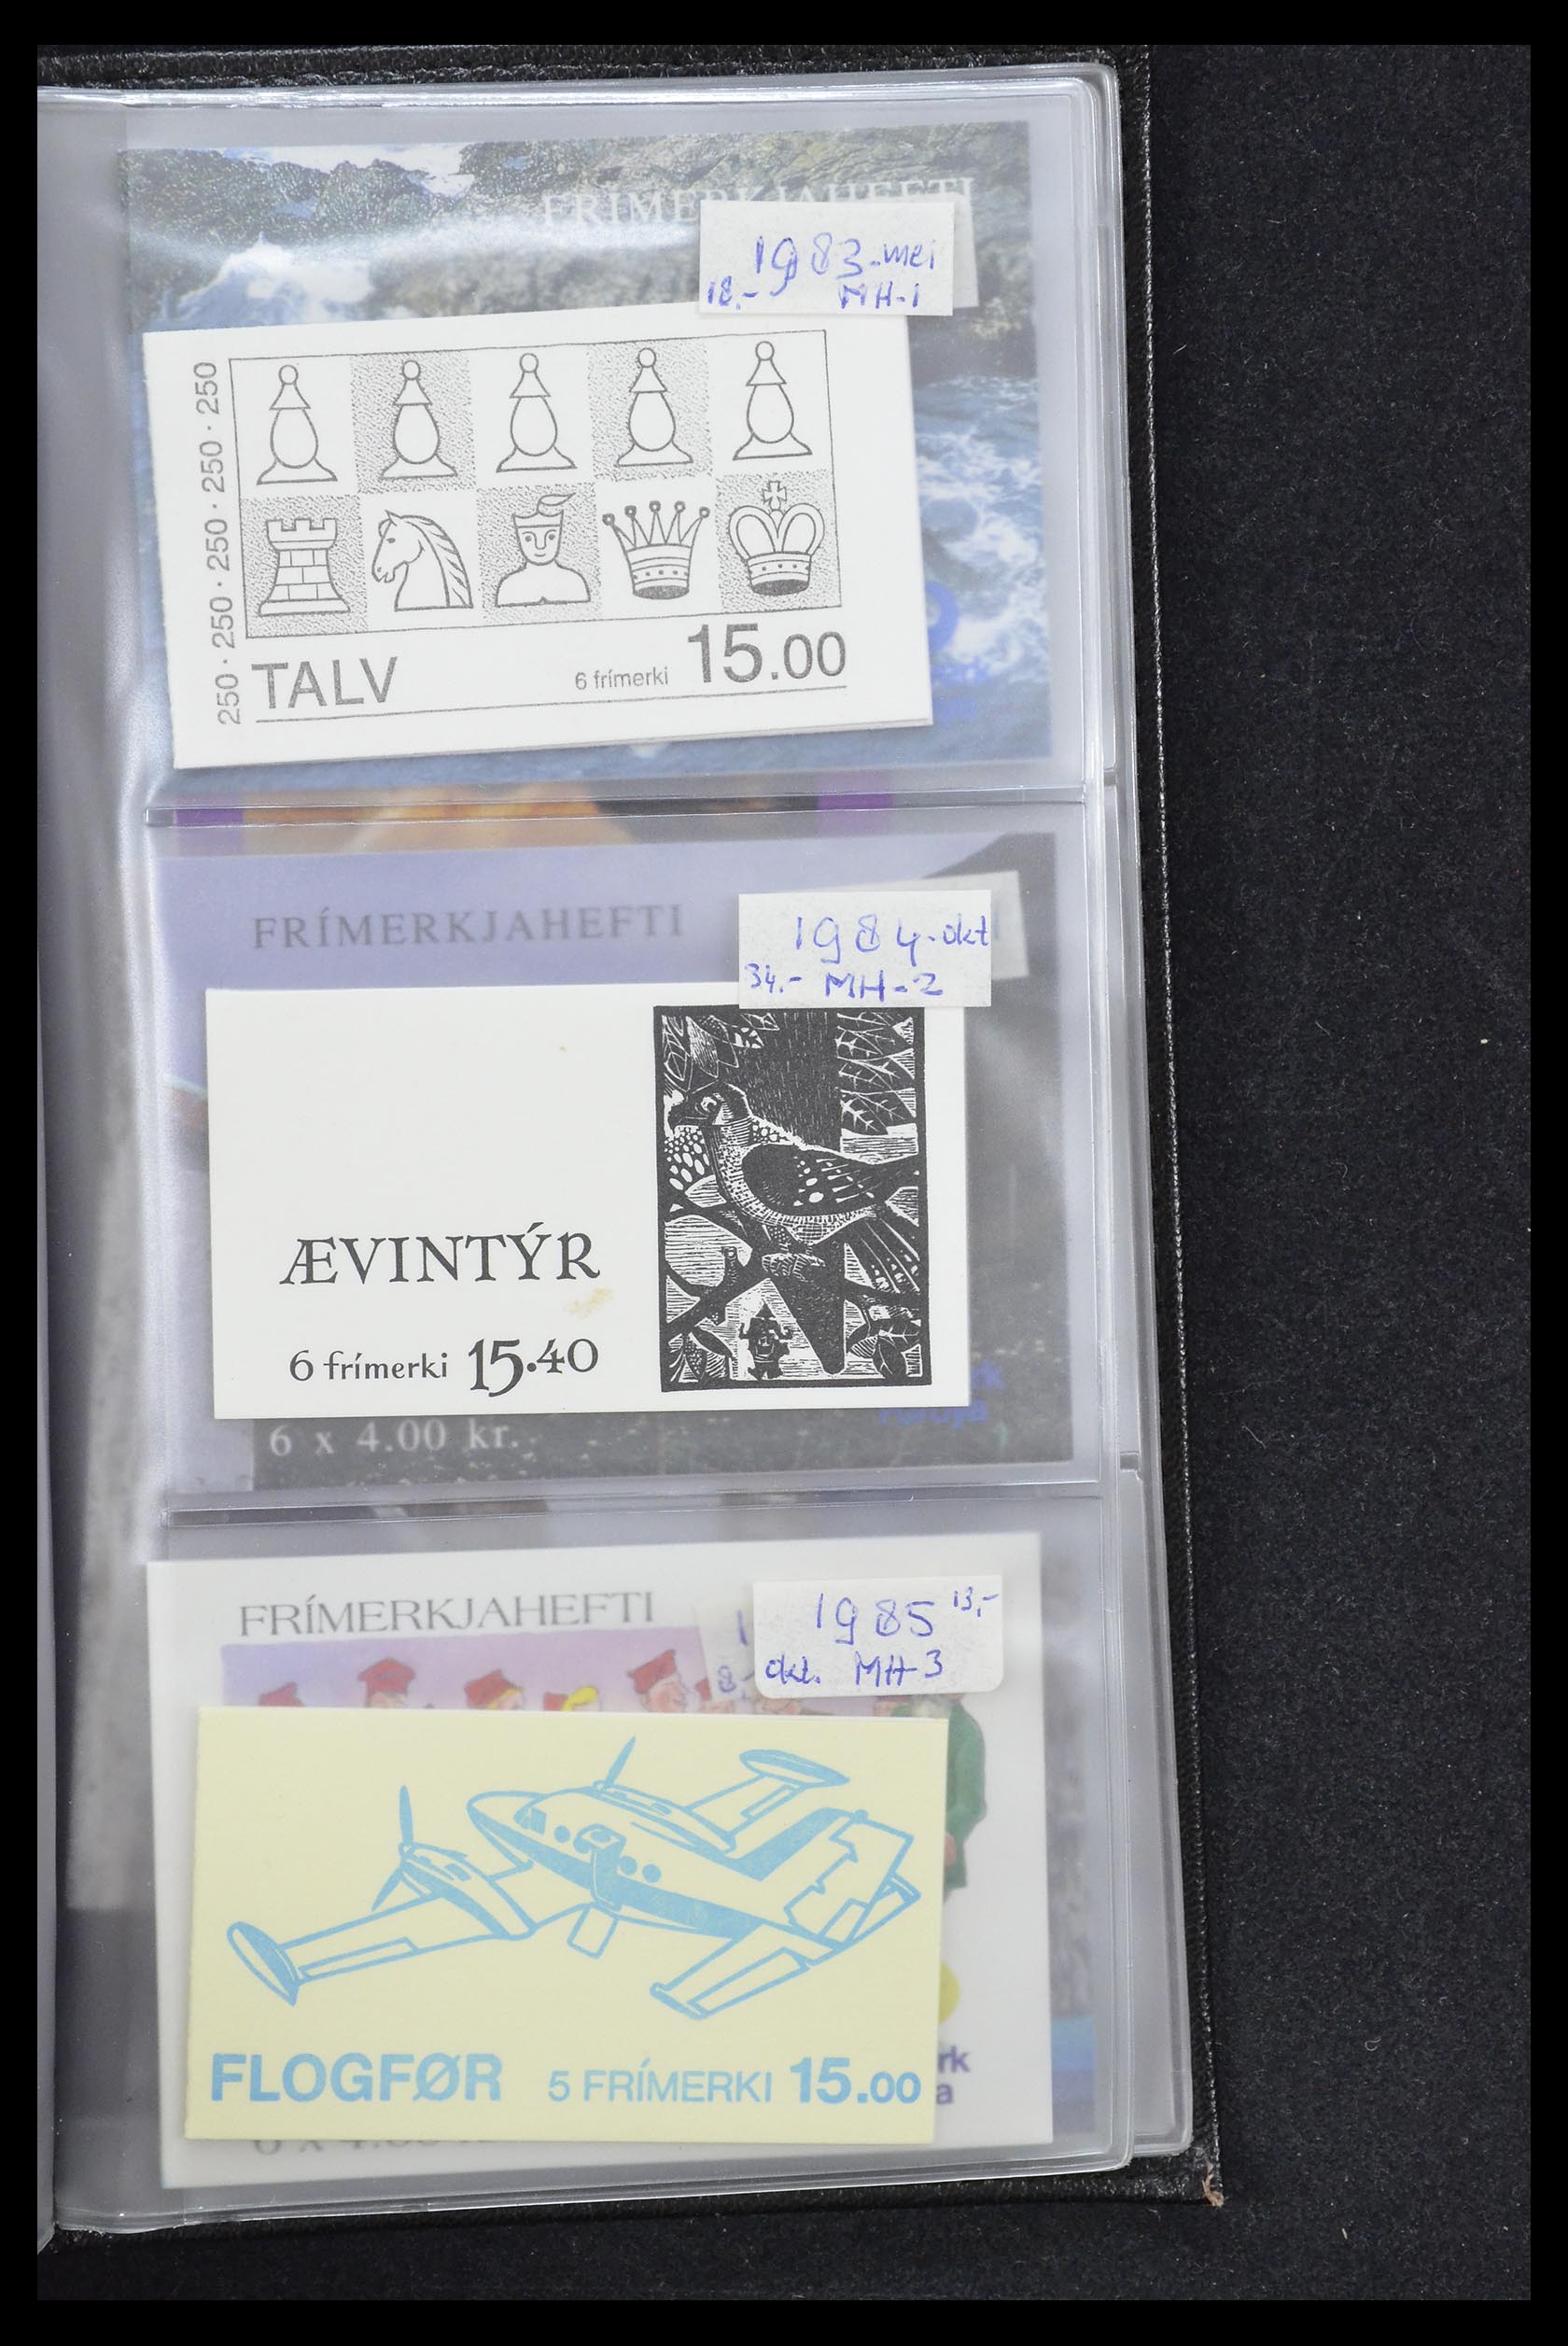 FRÍMERKJAHEFTI
1983-mei
18,- MH-1
250 · 250 · 250 · 250 · 250 · 250
TALV 6 frímerki 15.00
FRÍMERKJAHEFTI
1984-okt
34,- MH-2
ÆVINTÝR
6 frímerki 15.40
6 x 4.00 kr.
FRÍMERKJAHEFTI
1985 13,-
okt. MH-3
FLOGFØR 5 FRÍMERKI 15.00